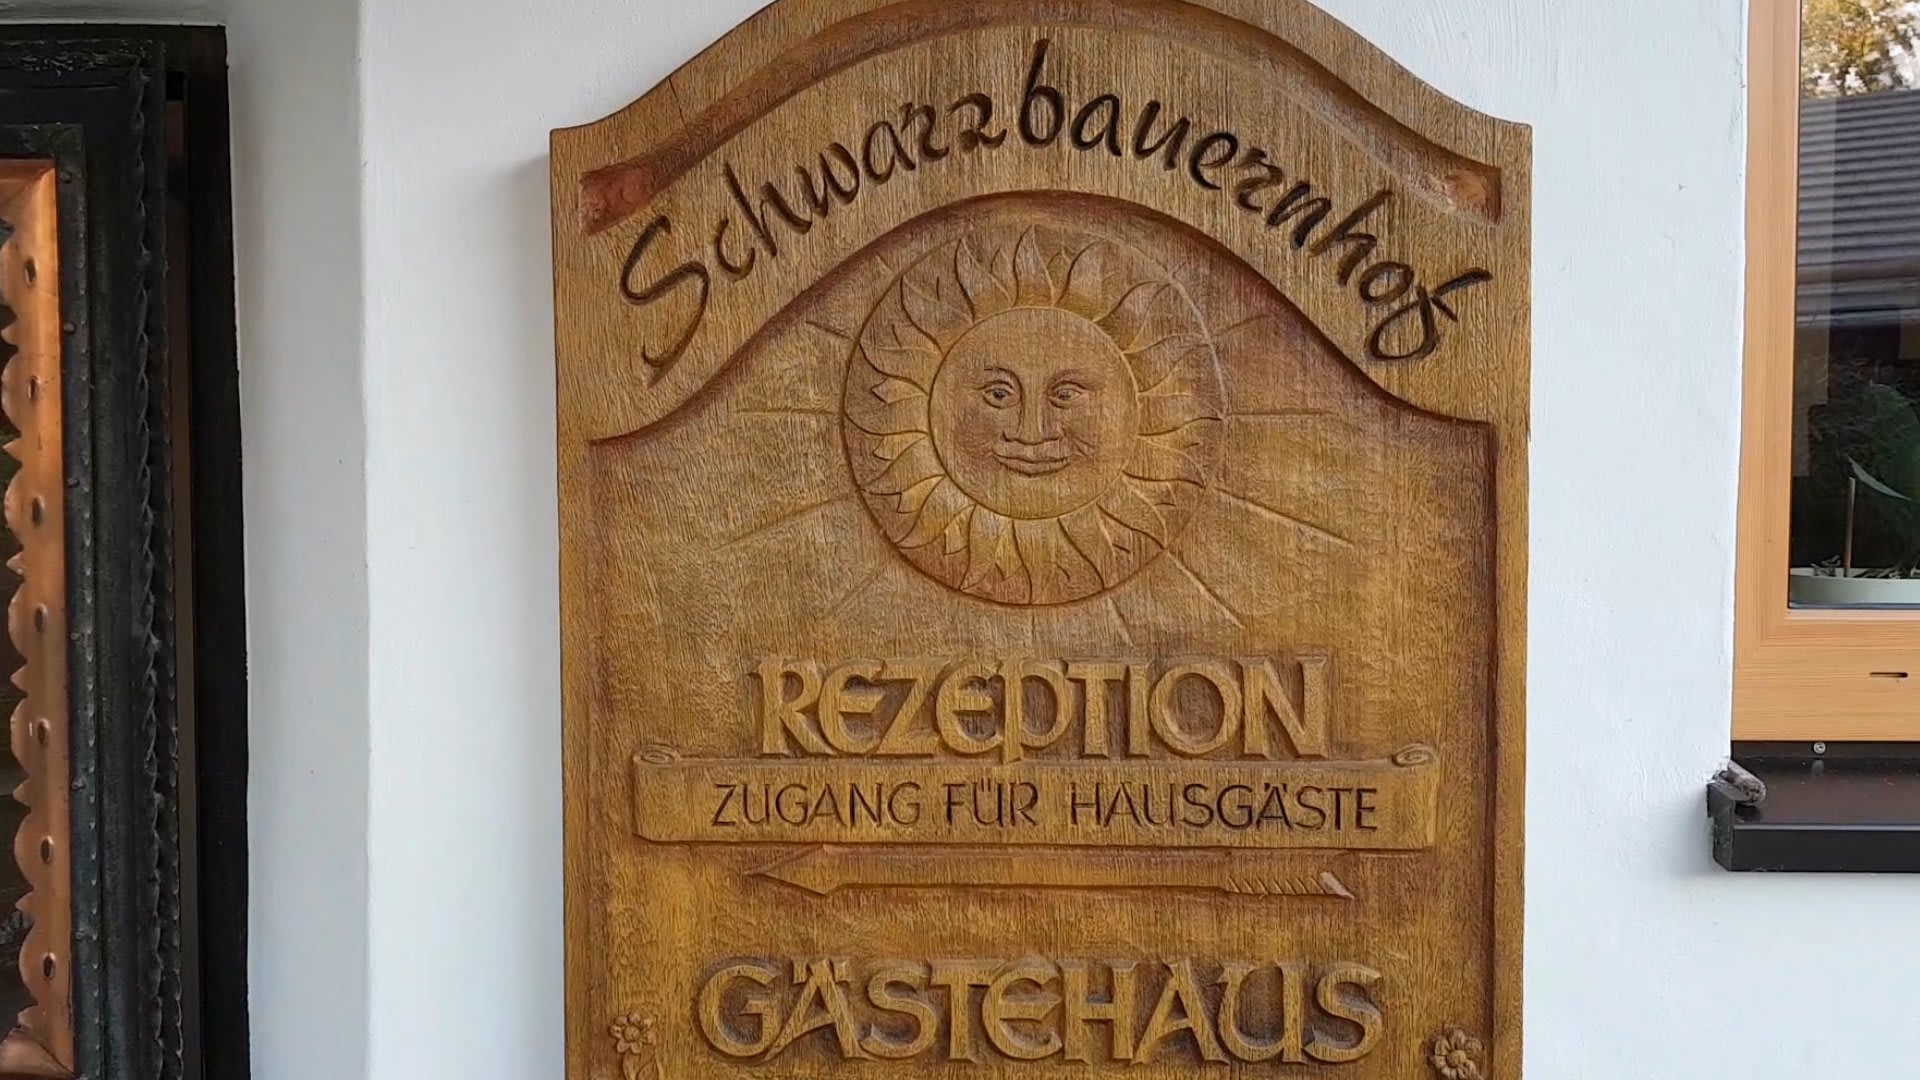 Schwarzbauernhof
REZEPTION
ZUGANG FÜR HAUSGÄSTE
GÄSTEHAUS